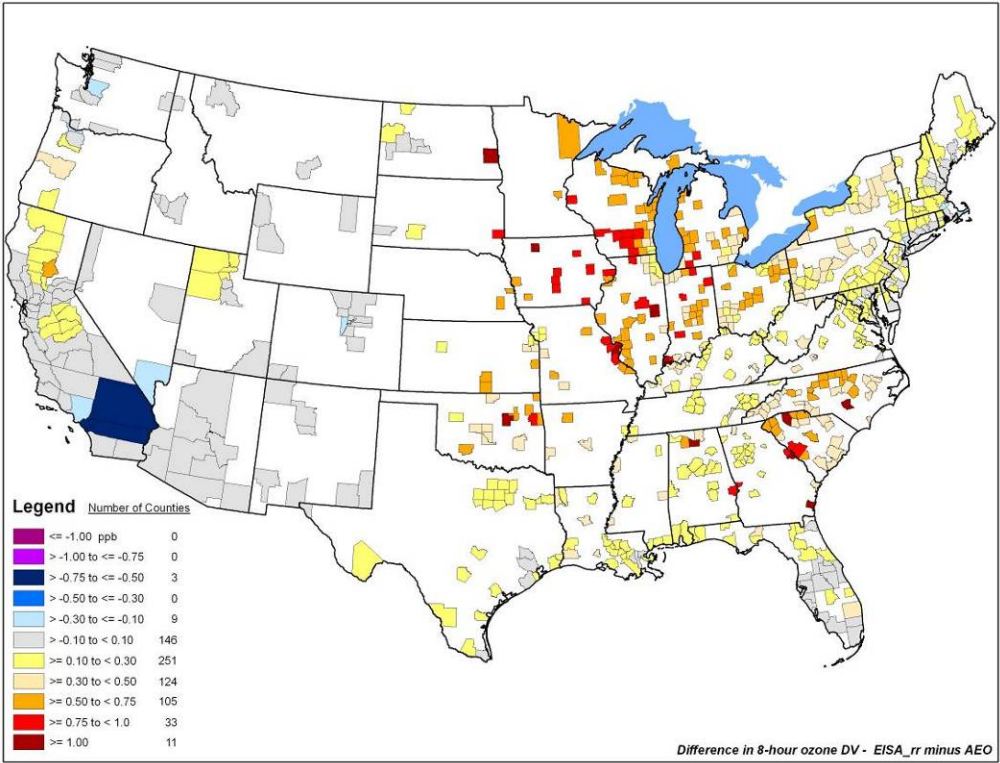 Legend Number of Counties
<= -1.00 ppb 0
> -1.00 to <= -0.75 0
> -0.75 to <= -0.50 3
> -0.50 to <= -0.30 0
> -0.30 to <= -0.10 9
> -0.10 to < 0.10 146
>= 0.10 to < 0.30 251
>= 0.30 to < 0.50 124
>= 0.50 to < 0.75 105
>= 0.75 to < 1.0 33
>= 1.00 11
Difference in 8-hour ozone DV - EISA_rr minus AEO